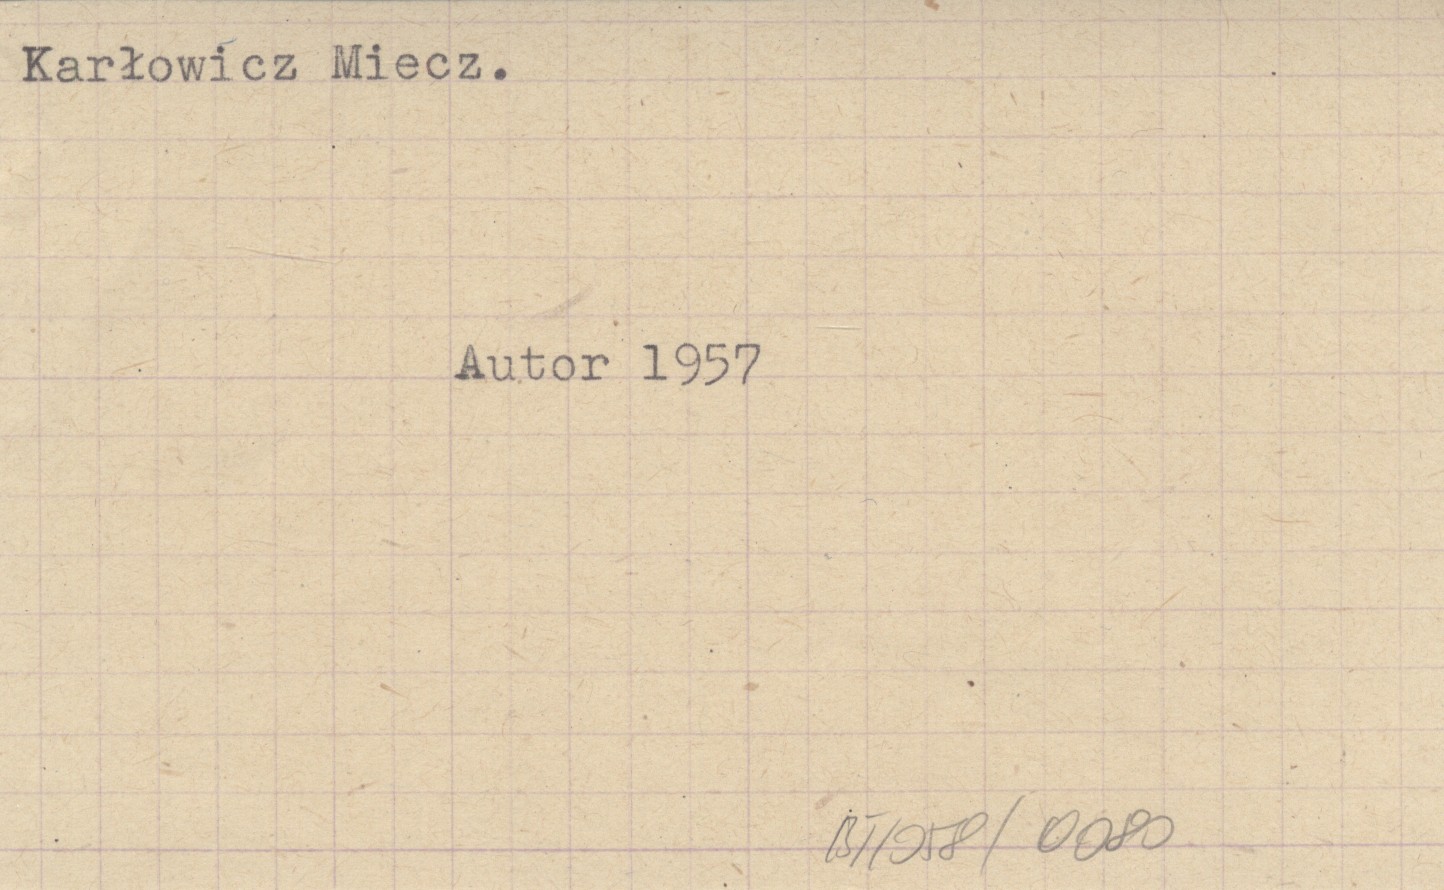 Karłowicz Miecz.
Autor 1957
BT/958/0080